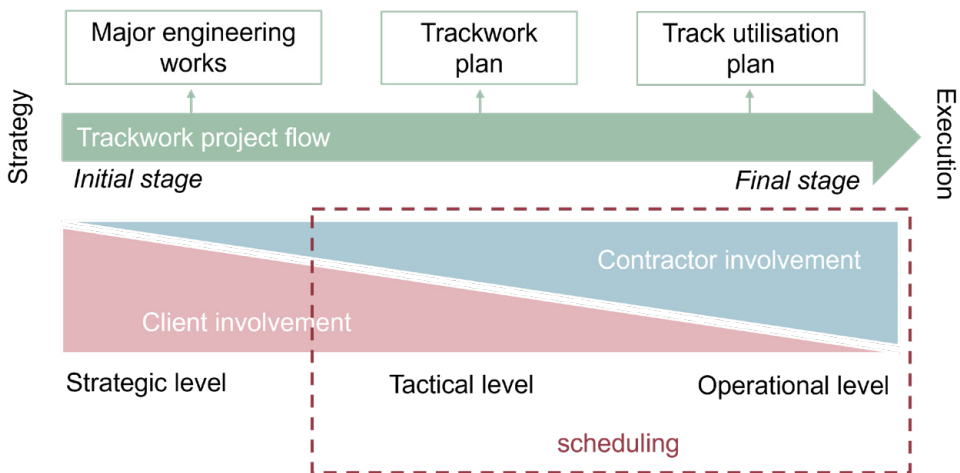 Major engineering
works
Trackwork
plan
Track utilisation
plan
Strategy
Trackwork project flow
Execution
Initial stage
Final stage
Contractor involvement
Client involvement
Strategic level
Tactical level
Operational level
scheduling